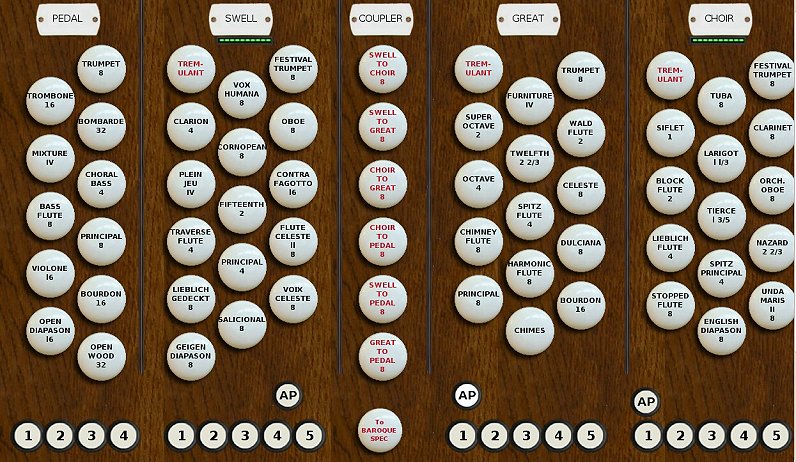 PEDAL
TRUMPET
8
TROMBONE
16
BOMBARDE
32
MIXTURE
IV
CHORAL
BASS
4
BASS
FLUTE
8
PRINCIPAL
8
VIOLONE
I6
BOURDON
16
OPEN
DIAPASON
I6
OPEN
WOOD
32
1 2 3 4
SWELL
TREM-
ULANT
FESTIVAL
TRUMPET
8
VOX
HUMANA
8
CLARION
4
OBOE
8
CORNOPEAN
8
PLEIN
JEU
IV
CONTRA
FAGOTTO
I6
FIFTEENTH
2
TRAVERSE
FLUTE
4
FLUTE
CELESTE
II
8
PRINCIPAL
4
LIEBLICH
GEDECKT
8
VOIX
CELESTE
8
SALICIONAL
8
GEIGEN
DIAPASON
8
AP
1 2 3 4 5
COUPLER
SWELL
TO
CHOIR
8
SWELL
TO
GREAT
8
CHOIR
TO
GREAT
8
CHOIR
TO
PEDAL
8
SWELL
TO
PEDAL
8
GREAT
TO
PEDAL
8
To
BAROQUE
SPEC
GREAT
TREM-
ULANT
TRUMPET
8
FURNITURE
IV
SUPER
OCTAVE
2
WALD
FLUTE
2
TWELFTH
2 2/3
OCTAVE
4
CELESTE
8
SPITZ
FLUTE
4
CHIMNEY
FLUTE
8
DULCIANA
8
HARMONIC
FLUTE
8
PRINCIPAL
8
BOURDON
16
CHIMES
AP
1 2 3 4 5
CHOIR
TREM-
ULANT
FESTIVAL
TRUMPET
8
TUBA
8
SIFLET
1
CLARINET
8
LARIGOT
I I/3
BLOCK
FLUTE
2
ORCH.
OBOE
8
TIERCE
I 3/5
LIEBLICH
FLUTE
4
NAZARD
2 2/3
SPITZ
PRINCIPAL
4
STOPPED
FLUTE
8
UNDA
MARIS
II
8
ENGLISH
DIAPASON
8
AP
1 2 3 4 5